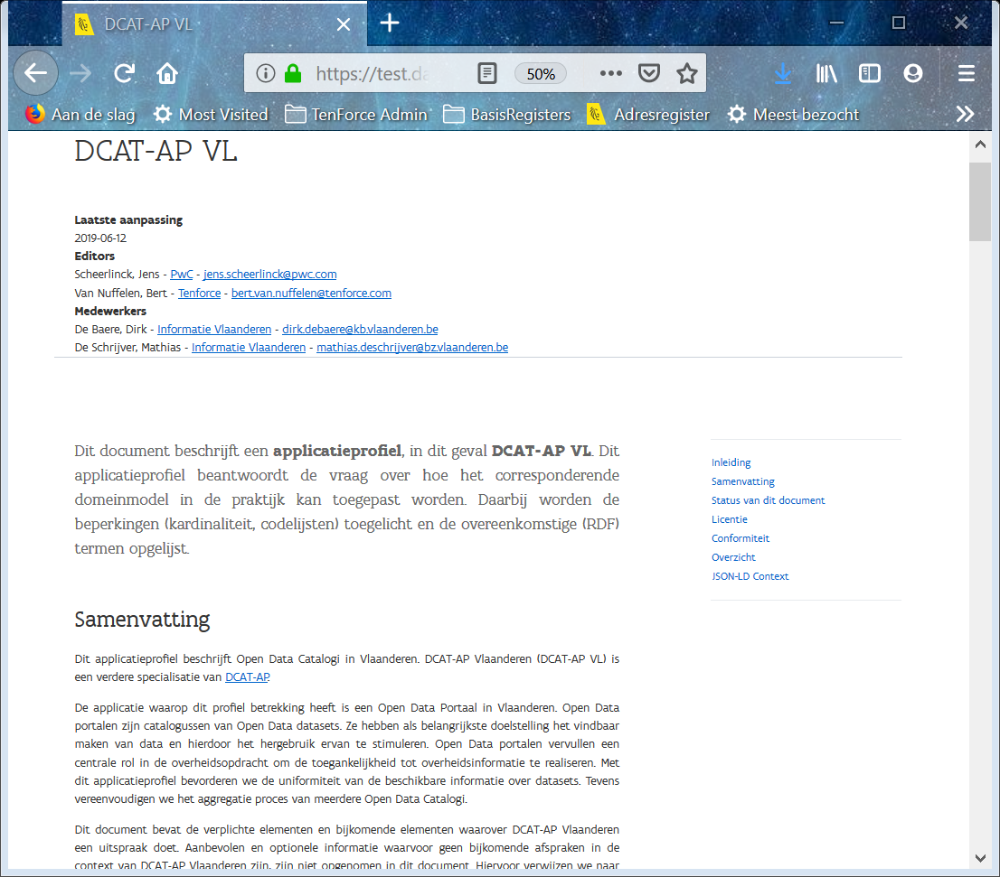 DCAT-AP VL
https://test.da
50%
Aan de slag
Most Visited
TenForce Admin
BasisRegisters
Adresregister
Meest bezocht
DCAT-AP VL
Laatste aanpassing
2019-06-12
Editors
Scheerlinck, Jens - PwC - jens.scheerlinck@pwc.com
Van Nuffelen, Bert - Tenforce - bert.van.nuffelen@tenforce.com
Medewerkers
De Baere, Dirk - Informatie Vlaanderen - dirk.debaere@kb.vlaanderen.be
De Schrijver, Mathias - Informatie Vlaanderen - mathias.deschrijver@bz.vlaanderen.be
Dit document beschrijft een applicatieprofiel, in dit geval DCAT-AP VL. Dit
applicatieprofiel beantwoordt de vraag over hoe het corresponderende
domeinmodel in de praktijk kan toegepast worden. Daarbij worden de
beperkingen (kardinaliteit, codelijsten) toegelicht en de overeenkomstige (RDF)
termen opgelijst.
Inleiding
Samenvatting
Status van dit document
Licentie
Conformiteit
Overzicht
JSON-LD Context
Samenvatting
Dit applicatieprofiel beschrijft Open Data Catalogi in Vlaanderen. DCAT-AP Vlaanderen (DCAT-AP VL) is
een verdere specialisatie van DCAT-AP.
De applicatie waarop dit profiel betrekking heeft is een Open Data Portaal in Vlaanderen. Open Data
portalen zijn catalogussen van Open Data datasets. Ze hebben als belangrijkste doelstelling het vindbaar
maken van data en hierdoor het hergebruik ervan te stimuleren. Open Data portalen vervullen een
centrale rol in de overheidsopdracht om de toegankelijkheid tot overheidsinformatie te realiseren. Met
dit applicatieprofiel bevorderen we de uniformiteit van de beschikbare informatie over datasets. Tevens
vereenvoudigen we het aggregatie proces van meerdere Open Data Catalogi.
Dit document bevat de verplichte elementen en bijkomende elementen waarover DCAT-AP Vlaanderen
een uitspraak doet. Aanbevolen en optionele informatie waarvoor geen bijkomende afspraken in de
context van DCAT-AP Vlaanderen zijn, zijn niet opgenomen in dit document. Hiervoor verwijzen we naar